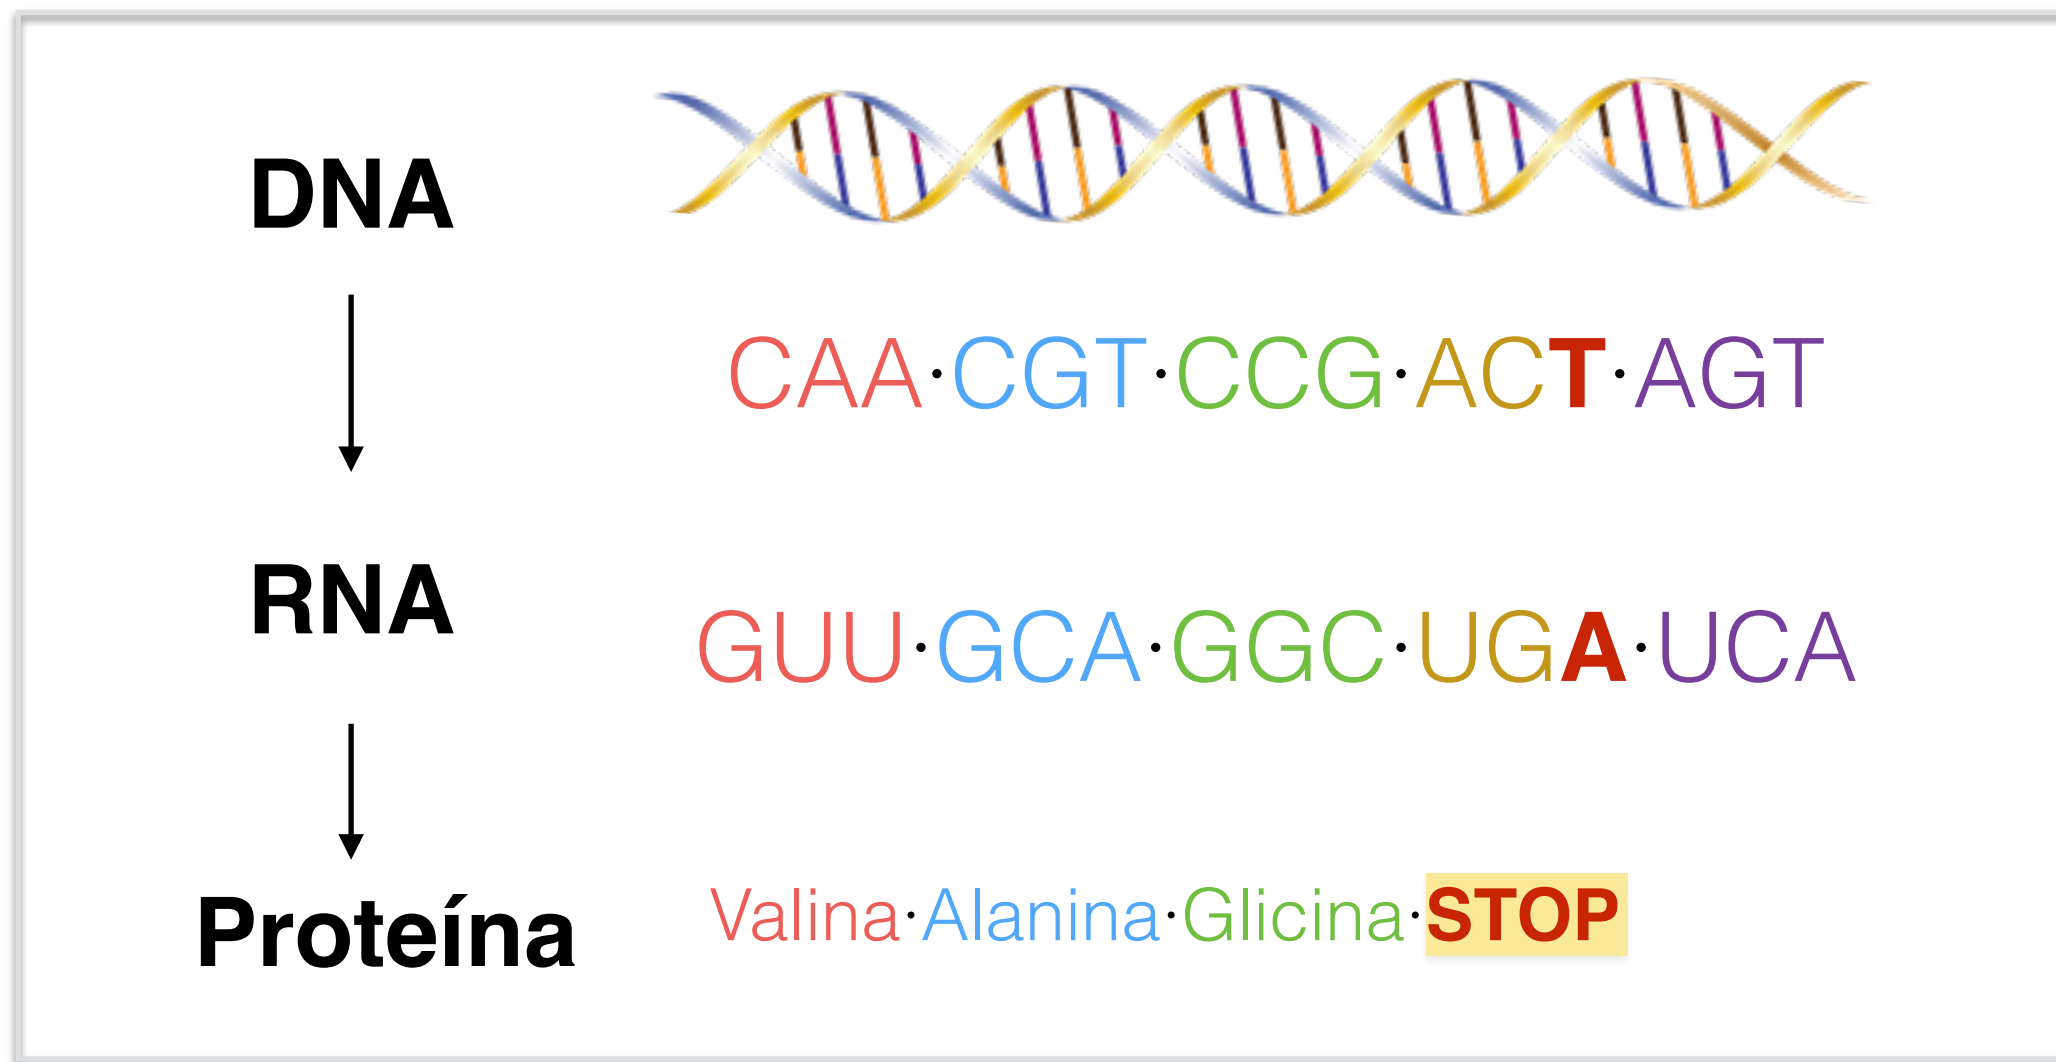 DNA
CAA·CGT·CCG·ACT·AGT
RNA
GUU·GCA·GGC·UGA·UCA
Proteína
Valina·Alanina·Glicina·STOP